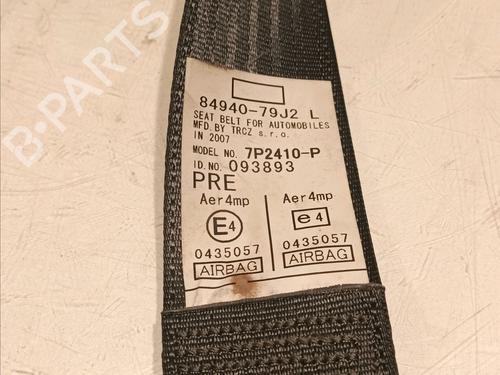 84940-79J2 L
SEAT BELT FOR AUTOMOBILES
MFD. BY TRCZ s.r.o.
IN 2007
MODEL NO. 7P2410-P
ID. NO. 093893
PRE
Aer4mp Aer4mp
E4 e4
0435057 0435057
AIRBAG AIRBAG
B-PARTS